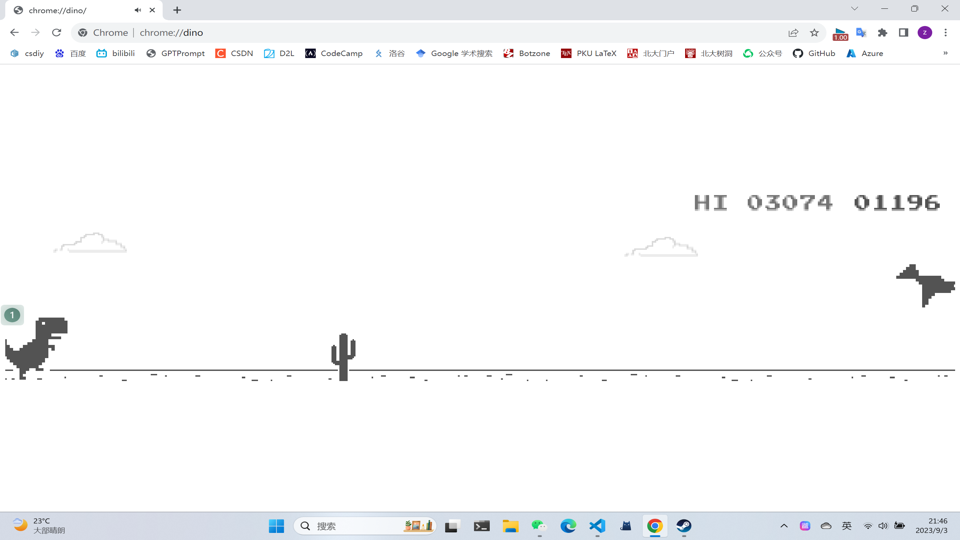 chrome://dino/
Chrome | chrome://dino
1.00
z
csdiy 百度 bilibili GPTPrompt CSDN D2L CodeCamp 洛谷 Google 学术搜索 Botzone PKU LaTeX 北大门户 北大树洞 公众号 GitHub Azure »
HI 03074 01196
1
23°C
大部晴朗
搜索
英
21:46
2023/9/3